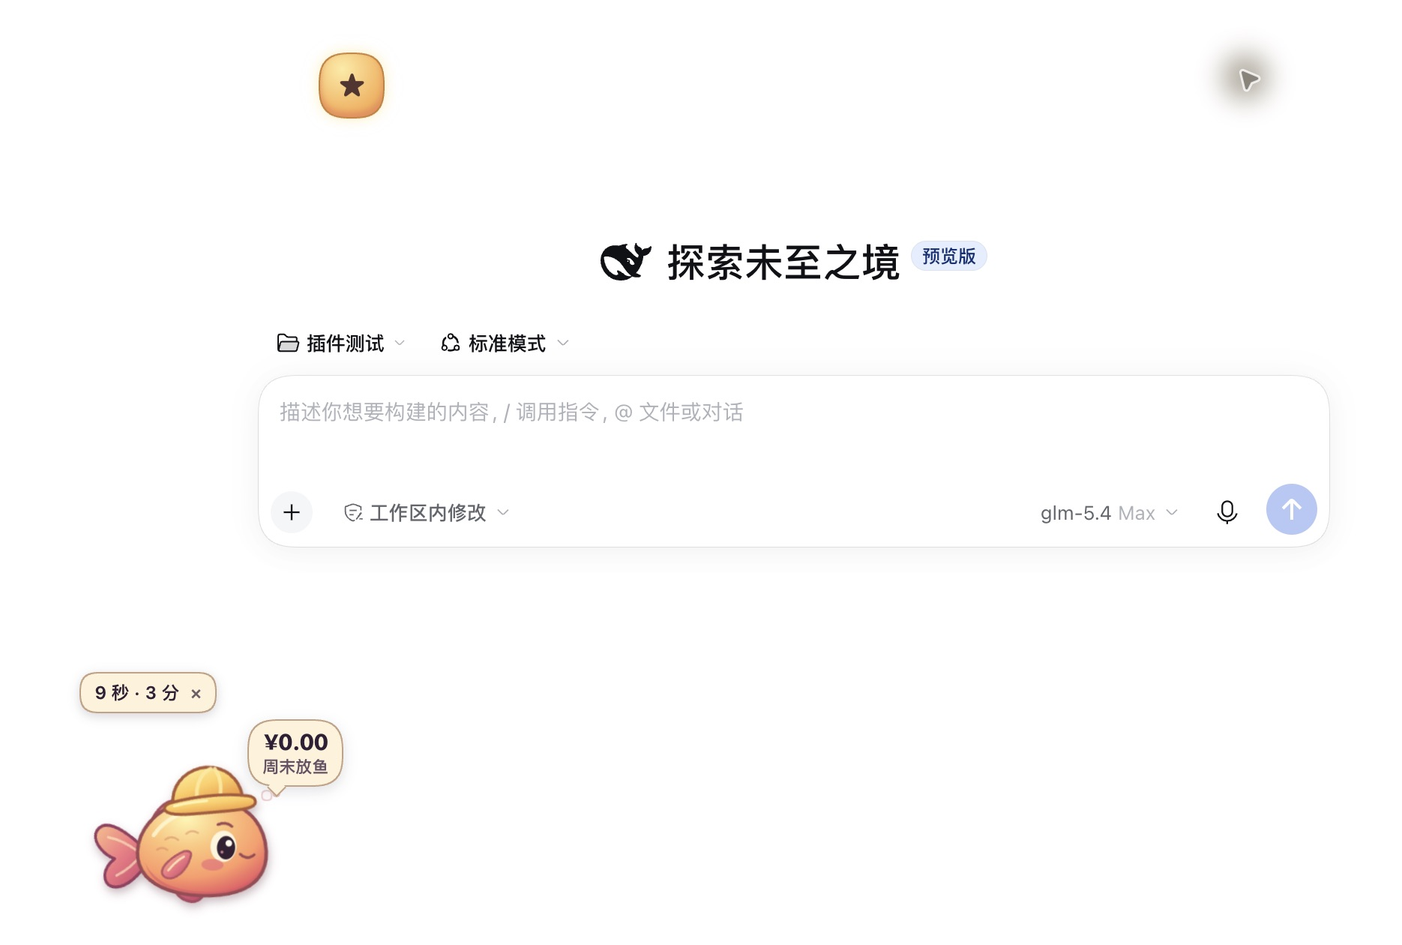 探索未至之境 预览版
插件测试 标准模式
描述你想要构建的内容, / 调用指令, @ 文件或对话
工作区内修改 glm-5.4 Max
9 秒 · 3 分 ×
¥0.00
周末放鱼